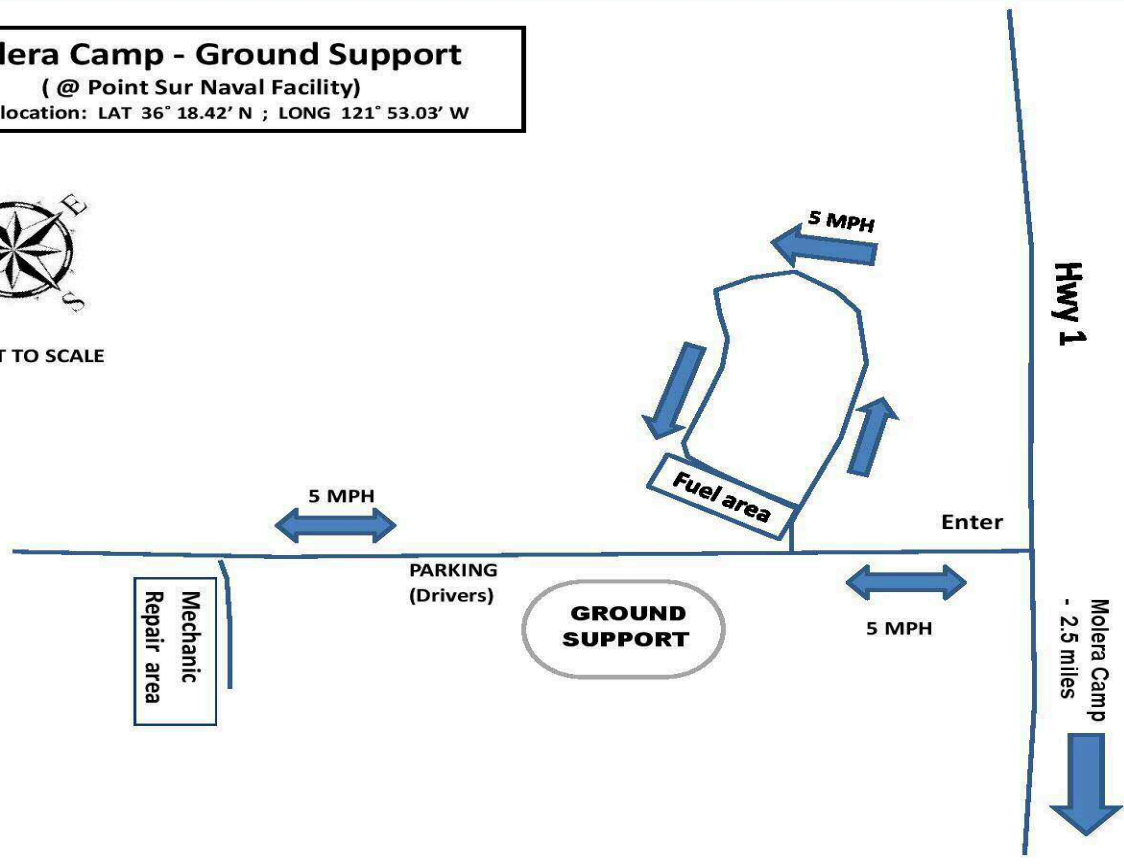 lera Camp - Ground Support
( @ Point Sur Naval Facility)
location: LAT 36° 18.42’ N ; LONG 121° 53.03’ W
E
S
T TO SCALE
5 MPH
Hwy 1
Fuel area
5 MPH
Enter
PARKING
(Drivers)
GROUND
SUPPORT
5 MPH
Mechanic
Repair area
Molera Camp
- 2.5 miles